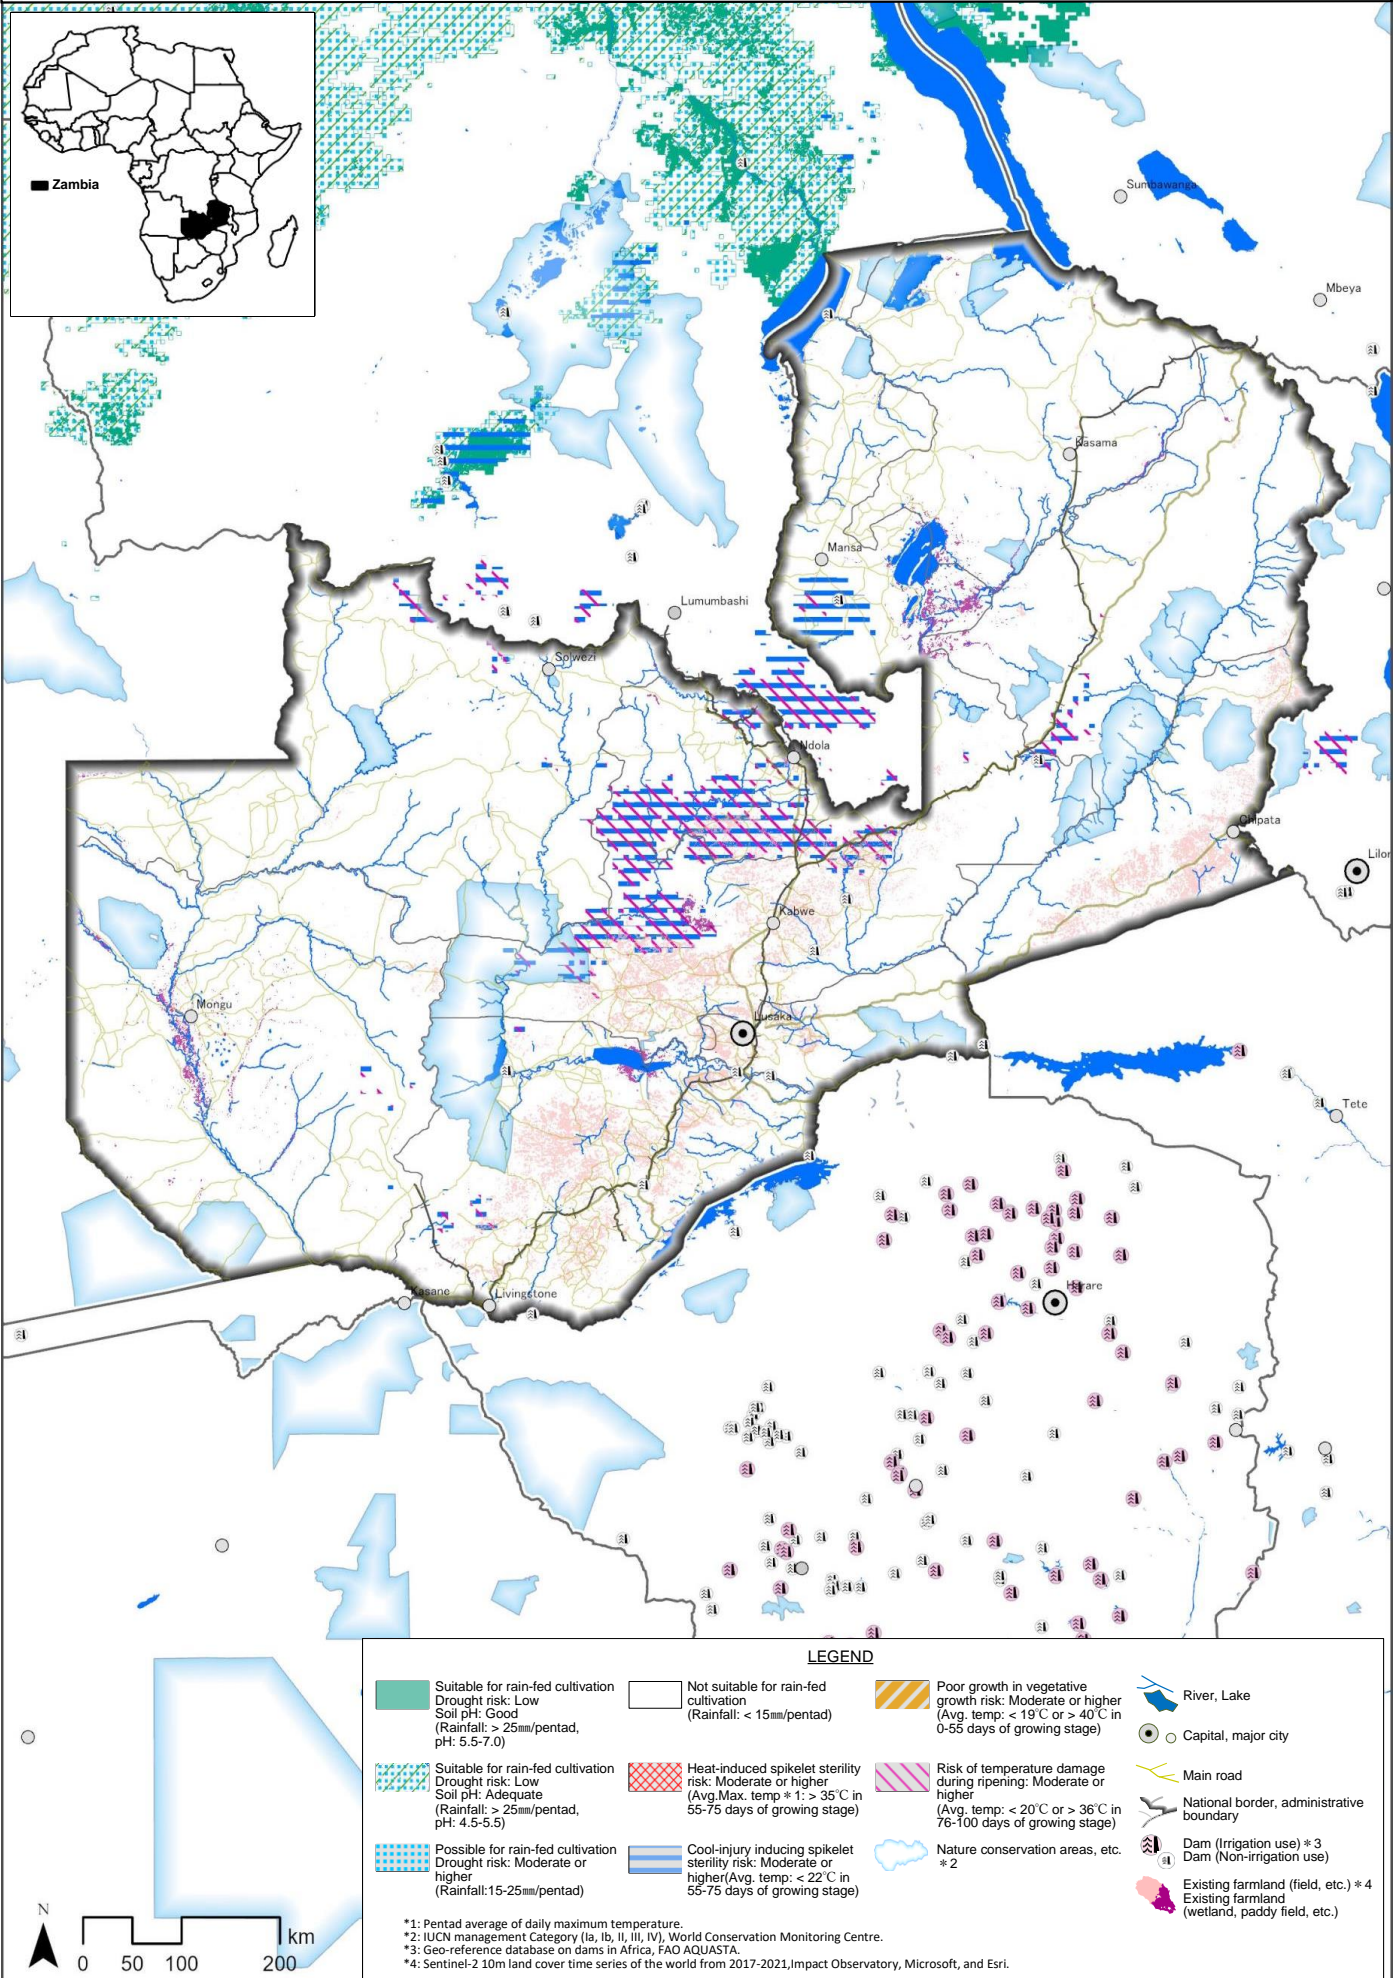 Zambia
Sumbawanga
Mbeya
Kasama
Mansa
Lumumbashi
Solwezi
Ndola
Chipata
Lilon
Kabwe
Mongu
Lusaka
Tete
Harare
Kasane
Livingstone
LEGEND
Suitable for rain-fed cultivation
Drought risk: Low
Soil pH: Good
(Rainfall: > 25㎜/pentad,
pH: 5.5-7.0)
Suitable for rain-fed cultivation
Drought risk: Low
Soil pH: Adequate
(Rainfall: > 25㎜/pentad,
pH: 4.5-5.5)
Possible for rain-fed cultivation
Drought risk: Moderate or
higher
(Rainfall:15-25㎜/pentad)
Not suitable for rain-fed
cultivation
(Rainfall: < 15㎜/pentad)
Heat-induced spikelet sterility
risk: Moderate or higher
(Avg.Max. temp＊1: > 35℃ in
55-75 days of growing stage)
Cool-injury inducing spikelet
sterility risk: Moderate or
higher(Avg. temp: < 22℃ in
55-75 days of growing stage)
Poor growth in vegetative
growth risk: Moderate or higher
(Avg. temp: < 19℃ or > 40℃ in
0-55 days of growing stage)
Risk of temperature damage
during ripening: Moderate or
higher
(Avg. temp: < 20℃ or > 36℃ in
76-100 days of growing stage)
Nature conservation areas, etc.
＊2
River, Lake
Capital, major city
Main road
National border, administrative
boundary
Dam (Irrigation use)＊3
Dam (Non-irrigation use)
Existing farmland (field, etc.)＊4
Existing farmland
(wetland, paddy field, etc.)
N
km
0 50 100 200
*1: Pentad average of daily maximum temperature.
*2: IUCN management Category (Ia, Ib, II, III, IV), World Conservation Monitoring Centre.
*3: Geo-reference database on dams in Africa, FAO AQUASTA.
*4: Sentinel-2 10m land cover time series of the world from 2017-2021,Impact Observatory, Microsoft, and Esri.